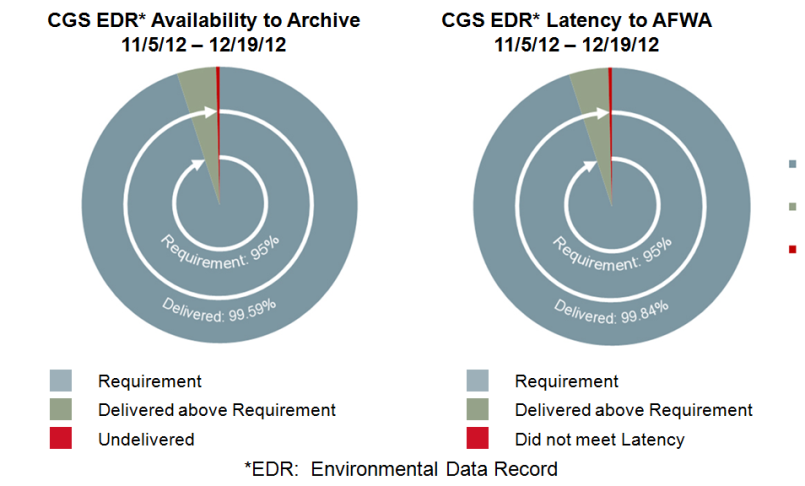 CGS EDR* Availability to Archive
11/5/12 – 12/19/12
CGS EDR* Latency to AFWA
11/5/12 – 12/19/12
Requirement: 95%
Delivered: 99.59%
Requirement: 95%
Delivered: 99.84%
Requirement
Delivered above Requirement
Undelivered
Requirement
Delivered above Requirement
Did not meet Latency
*EDR: Environmental Data Record